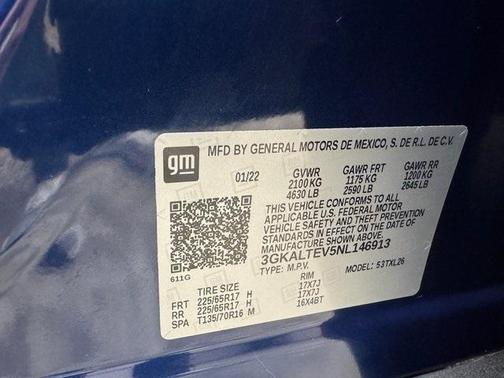 gm
MFD BY GENERAL MOTORS DE MEXICO, S. DE R.L. DE C.V.
01/22 GVWR GAWR FRT GAWR RR
2100 KG 1175 KG 1200 KG
4630 LB 2590 LB 2645 LB
THIS VEHICLE CONFORMS TO ALL
APPLICABLE U.S. FEDERAL MOTOR
VEHICLE SAFETY AND THEFT PREVENTION
STANDARDS IN EFFECT ON THE DATE OF
MANUFACTURE SHOWN ABOVE.
3GKALTEV5NL146913
611G TYPE: M.P.V. MODEL: 53TXL26
TIRE SIZE RIM
FRT 225/65R17 H 17X7J
RR 225/65R17 H 17X7J
SPA T135/70R16 M 16X4BT